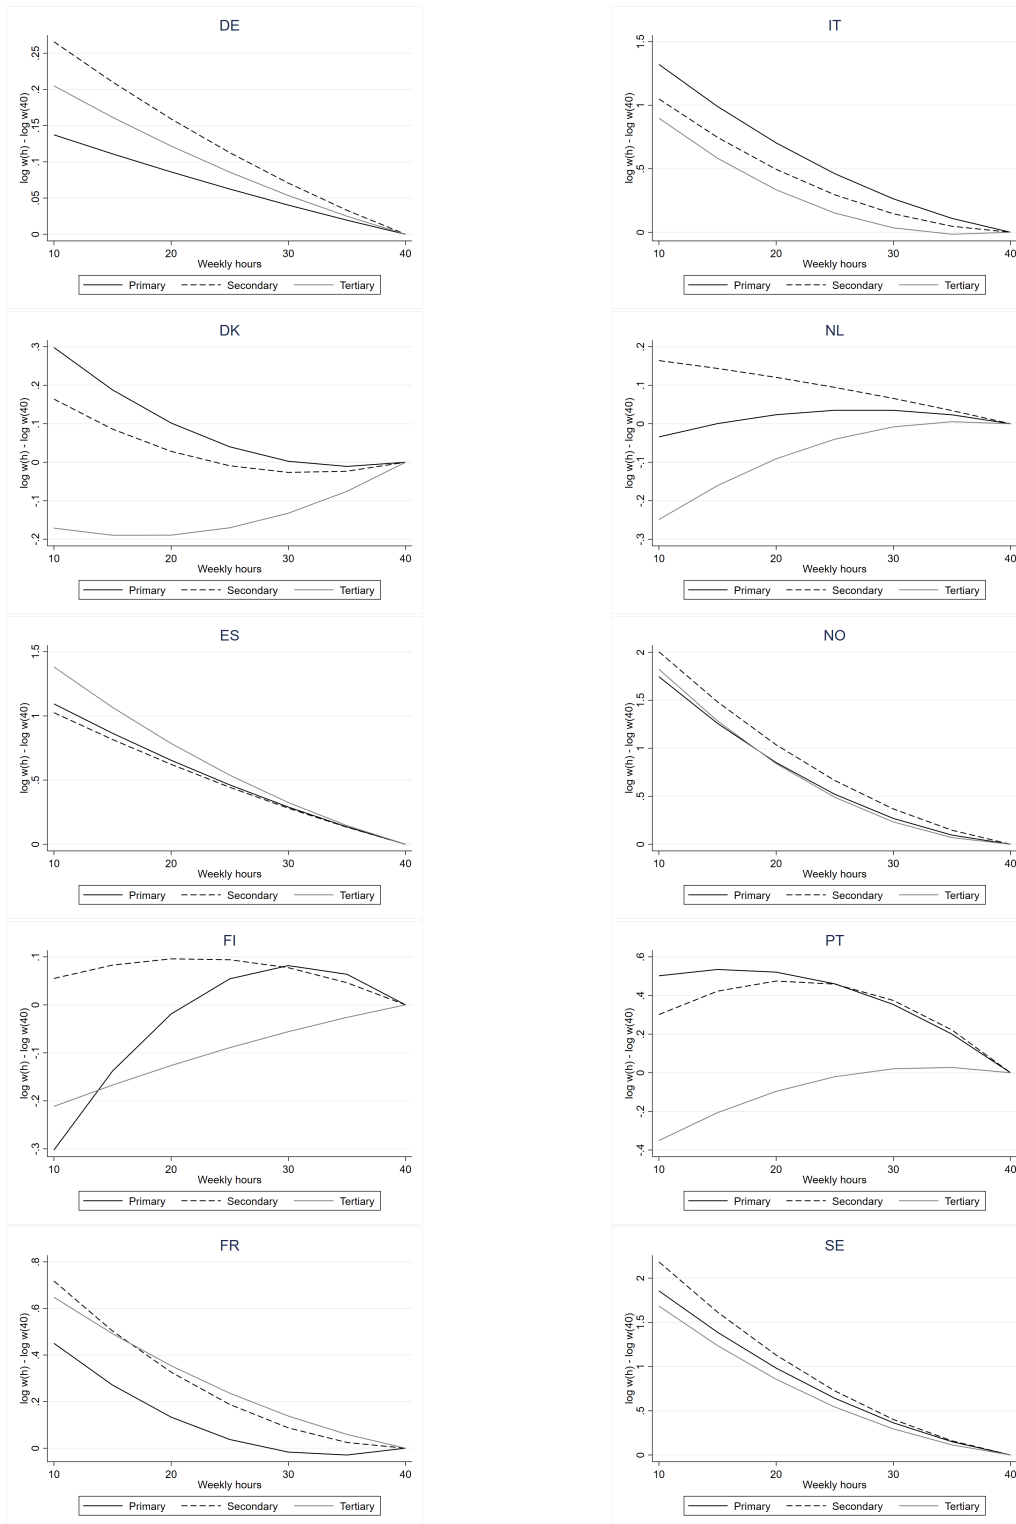 DE
log w(h) - log w(40)
0 .05 .1 .15 .2 .25
10 20 30 40
Weekly hours
Primary Secondary Tertiary
IT
log w(h) - log w(40)
0 .5 1 1.5
10 20 30 40
Weekly hours
Primary Secondary Tertiary
DK
log w(h) - log w(40)
-.2 -.1 0 .1 .2 .3
10 20 30 40
Weekly hours
Primary Secondary Tertiary
NL
log w(h) - log w(40)
-.3 -.2 -.1 0 .1 .2
10 20 30 40
Weekly hours
Primary Secondary Tertiary
ES
log w(h) - log w(40)
0 .5 1 1.5
10 20 30 40
Weekly hours
Primary Secondary Tertiary
NO
log w(h) - log w(40)
0 .5 1 1.5 2
10 20 30 40
Weekly hours
Primary Secondary Tertiary
FI
log w(h) - log w(40)
-.3 -.2 -.1 0 .1
10 20 30 40
Weekly hours
Primary Secondary Tertiary
PT
log w(h) - log w(40)
-.4 -.2 0 .2 .4 .6
10 20 30 40
Weekly hours
Primary Secondary Tertiary
FR
log w(h) - log w(40)
0 .2 .4 .6 .8
10 20 30 40
Weekly hours
Primary Secondary Tertiary
SE
log w(h) - log w(40)
0 .5 1 1.5 2
10 20 30 40
Weekly hours
Primary Secondary Tertiary